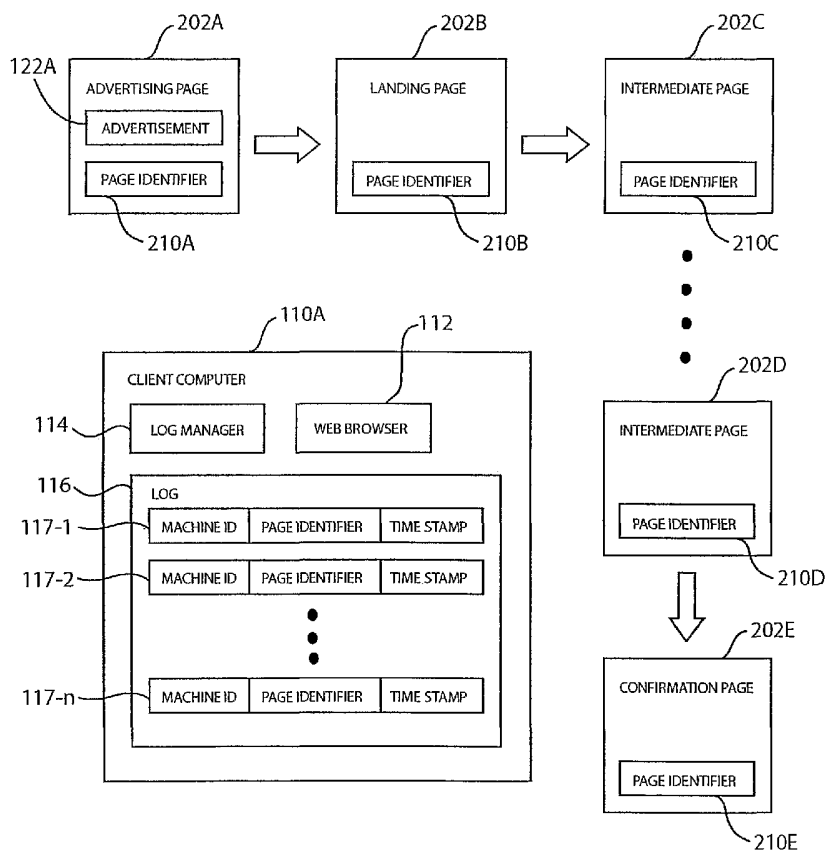 202A
202B
202C
122A
ADVERTISING PAGE
ADVERTISEMENT
PAGE IDENTIFIER
210A
LANDING PAGE
PAGE IDENTIFIER
210B
INTERMEDIATE PAGE
PAGE IDENTIFIER
210C
110A
112
CLIENT COMPUTER
114
LOG MANAGER
WEB BROWSER
116
LOG
117-1
MACHINE ID PAGE IDENTIFIER TIME STAMP
117-2
MACHINE ID PAGE IDENTIFIER TIME STAMP
117-n
MACHINE ID PAGE IDENTIFIER TIME STAMP
202D
INTERMEDIATE PAGE
PAGE IDENTIFIER
210D
202E
CONFIRMATION PAGE
PAGE IDENTIFIER
210E